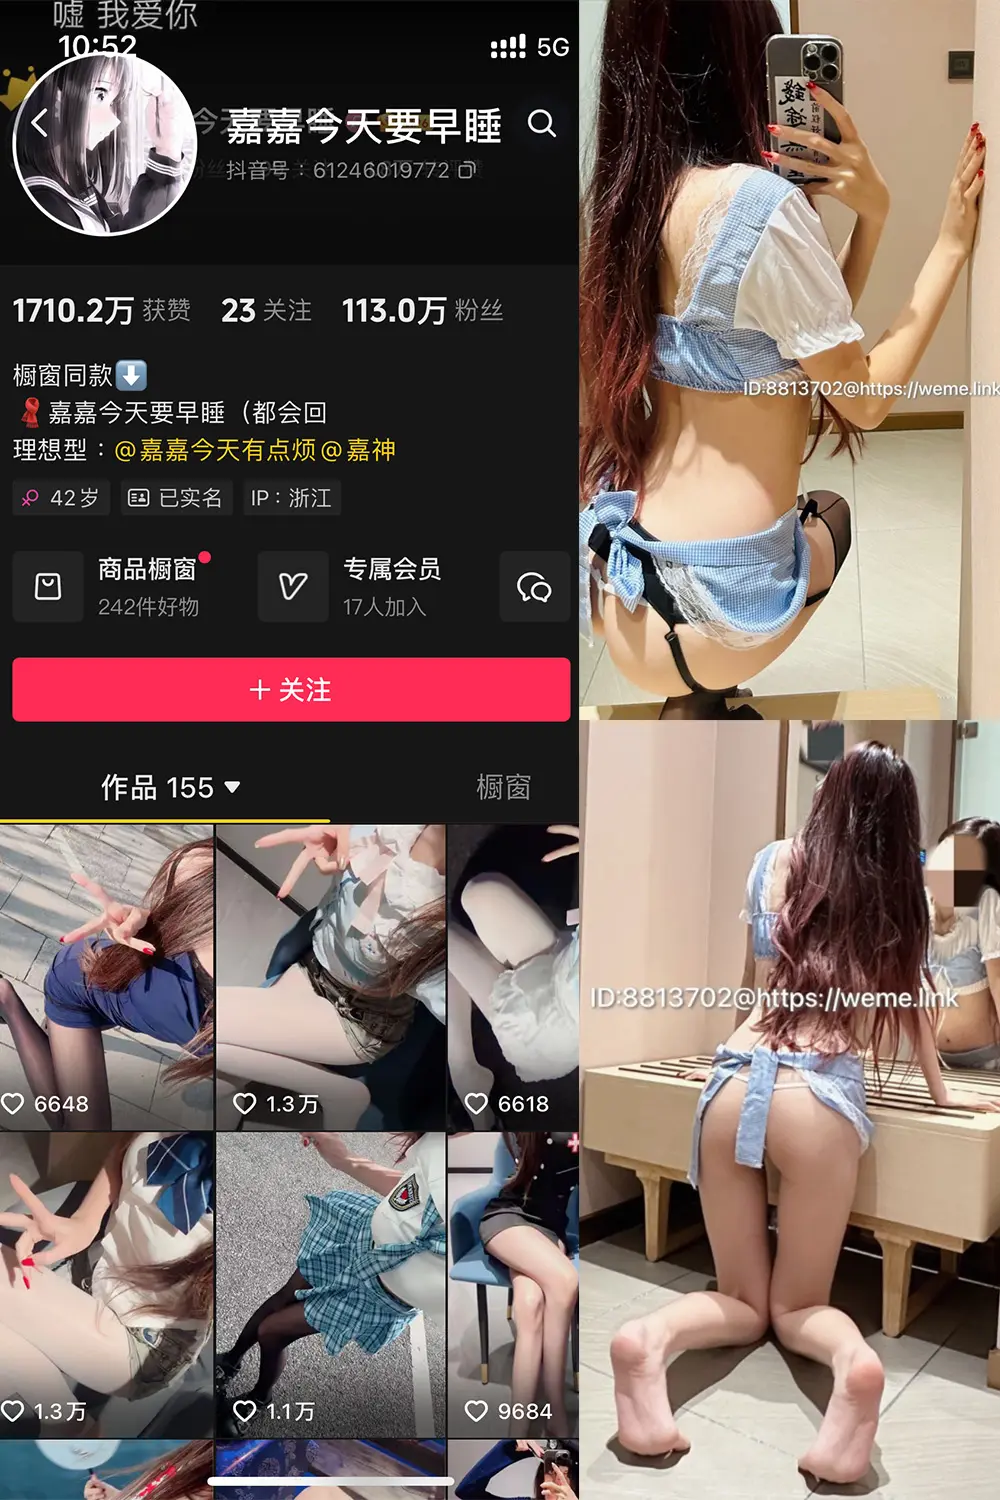 嘘 我爱你
10:52
5G
嘉嘉今天要早睡
抖音号：61246019772
1710.2万 获赞 23 关注 113.0万 粉丝
橱窗同款
嘉嘉今天要早睡（都会回
理想型：@嘉嘉今天有点烦@嘉神
42岁 已实名 IP：浙江
商品橱窗 专属会员
242件好物 17人加入
+ 关注
作品 155 橱窗
6648 1.3万 6618
1.3万 1.1万 9684
ID:8813702@https://weme.link
ID:8813702@https://weme.link